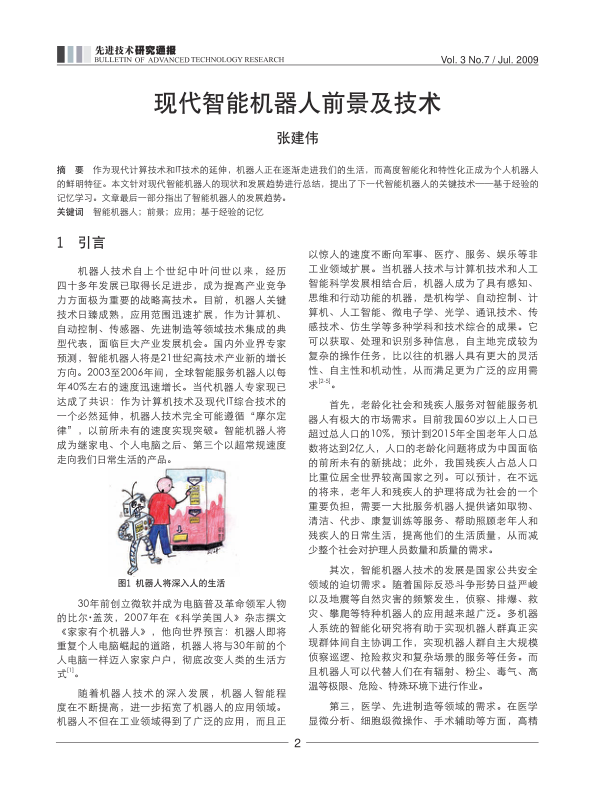 先进技术研究通报
BULLETIN OF ADVANCED TECHNOLOGY RESEARCH
Vol. 3 No.7 / Jul. 2009
现代智能机器人前景及技术
张建伟
摘 要 作为现代计算技术和IT技术的延伸，机器人正在逐渐走进我们的生活，而高度智能化和特性化正成为个人机器人
的鲜明特征。本文针对现代智能机器人的现状和发展趋势进行总结，提出了下一代智能机器人的关键技术——基于经验的
记忆学习。文章最后一部分指出了智能机器人的发展趋势。
关键词 智能机器人；前景；应用；基于经验的记忆
1 引言
机器人技术自上个世纪中叶问世以来，经历
四十多年发展已取得长足进步，成为提高产业竞争
力方面极为重要的战略高技术。目前，机器人关键
技术日臻成熟，应用范围迅速扩展，作为计算机、
自动控制、传感器、先进制造等领域技术集成的典
型代表，面临巨大产业发展机会。国内外业界专家
预测，智能机器人将是21世纪高技术产业新的增长
方向。2003至2006年间，全球智能服务机器人以每
年40%左右的速度迅速增长。当代机器人专家现已
达成了共识：作为计算机技术及现代IT综合技术的
一个必然延伸，机器人技术完全可能遵循“摩尔定
律”，以前所未有的速度实现突破。智能机器人将
成为继家电、个人电脑之后、第三个以超常规速度
走向我们日常生活的产品。
图1 机器人将深入人的生活
30年前创立微软并成为电脑普及革命领军人物
的比尔·盖茨，2007年在《科学美国人》杂志撰文
《家家有个机器人》，他向世界预言：机器人即将
重复个人电脑崛起的道路，机器人将与30年前的个
人电脑一样迈入家家户户，彻底改变人类的生活方
式[1]。
随着机器人技术的深入发展，机器人智能程
度在不断提高，进一步拓宽了机器人的应用领域。
机器人不但在工业领域得到了广泛的应用，而且正
以惊人的速度不断向军事、医疗、服务、娱乐等非
工业领域扩展。当机器人技术与计算机技术和人工
智能科学发展相结合后，机器人成为了具有感知、
思维和行动功能的机器，是机构学、自动控制、计
算机、人工智能、微电子学、光学、通讯技术、传
感技术、仿生学等多种学科和技术综合的成果。它
可以获取、处理和识别多种信息，自主地完成较为
复杂的操作任务，比以往的机器人具有更大的灵活
性、自主性和机动性，从而满足更为广泛的应用需
求[2-5]。
首先，老龄化社会和残疾人服务对智能服务机
器人有极大的市场需求。目前我国60岁以上人口已
超过总人口的10%，预计到2015年全国老年人口总
数将达到2亿人，人口的老龄化问题将成为中国面临
的前所未有的新挑战；此外，我国残疾人占总人口
比重位居全世界较高国家之列。可以预计，在不远
的将来，老年人和残疾人的护理将成为社会的一个
重要负担，需要一大批服务机器人提供诸如取物、
清洁、代步、康复训练等服务、帮助照顾老年人和
残疾人的日常生活，提高他们的生活质量，从而减
少整个社会对护理人员数量和质量的需求。
其次，智能机器人技术的发展是国家公共安全
领域的迫切需求。随着国际反恐斗争形势日益严峻
以及地震等自然灾害的频繁发生，侦察、排爆、救
灾、攀爬等特种机器人的应用越来越广泛。多机器
人系统的智能化研究将有助于实现机器人群真正实
现群体间自主协调工作，实现机器人群自主大规模
侦察巡逻、抢险救灾和复杂场景的服务等任务。而
且机器人可以代替人们在有辐射、粉尘、毒气、高
温等极限、危险、特殊环境下进行作业。
第三，医学、先进制造等领域的需求。在医学
显微分析、细胞级微操作、手术辅助等方面，高精
2